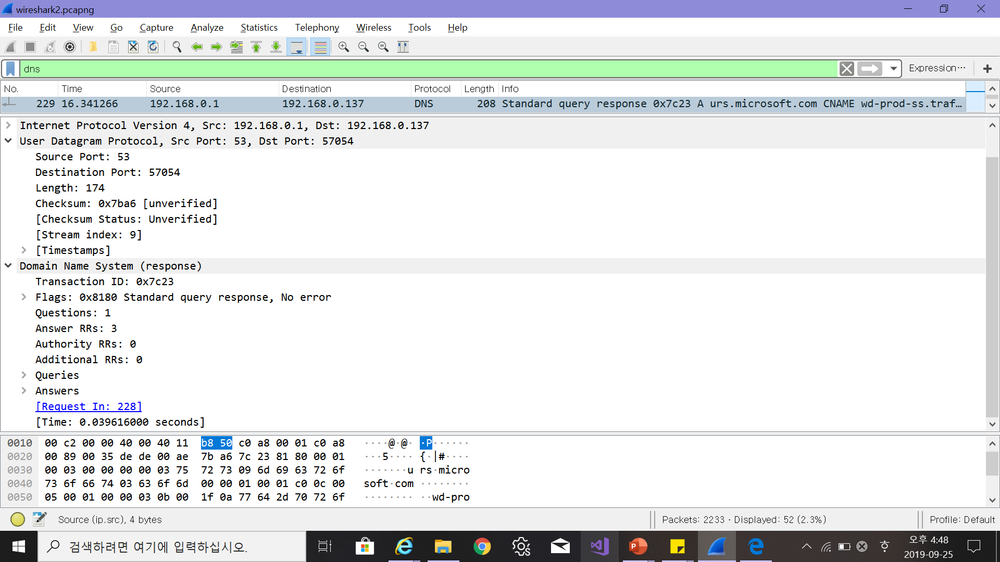 wireshark2.pcapng
File Edit View Go Capture Analyze Statistics Telephony Wireless Tools Help
dns
Expression…
No. Time Source Destination Protocol Length Info
229 16.341266 192.168.0.1 192.168.0.137 DNS 208 Standard query response 0x7c23 A urs.microsoft.com CNAME wd-prod-ss.traf…
Internet Protocol Version 4, Src: 192.168.0.1, Dst: 192.168.0.137
User Datagram Protocol, Src Port: 53, Dst Port: 57054
Source Port: 53
Destination Port: 57054
Length: 174
Checksum: 0x7ba6 [unverified]
[Checksum Status: Unverified]
[Stream index: 9]
[Timestamps]
Domain Name System (response)
Transaction ID: 0x7c23
Flags: 0x8180 Standard query response, No error
Questions: 1
Answer RRs: 3
Authority RRs: 0
Additional RRs: 0
Queries
Answers
[Request In: 228]
[Time: 0.039616000 seconds]
0010 00 c2 00 00 40 00 40 11 b8 50 c0 a8 00 01 c0 a8 ····@·@· ·P······
0020 00 89 00 35 de de 00 ae 7b a6 7c 23 81 80 00 01 ···5···· {·|#····
0030 00 03 00 00 00 00 03 75 72 73 09 6d 69 63 72 6f ·······u rs·micro
0040 73 6f 66 74 03 63 6f 6d 00 00 01 00 01 c0 0c 00 soft·com ········
0050 05 00 01 00 00 03 0b 00 1f 0a 77 64 2d 70 72 6f ········ ··wd-pro
Source (ip.src), 4 bytes
Packets: 2233 · Displayed: 52 (2.3%)
Profile: Default
검색하려면 여기에 입력하십시오.
오후 4:48
2019-09-25